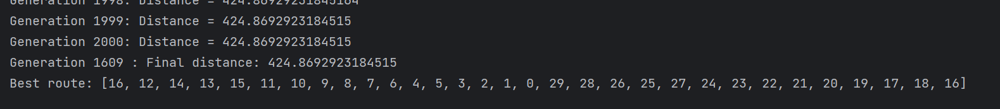 Generation 1998: Distance = 424.86929231845164
Generation 1999: Distance = 424.8692923184515
Generation 2000: Distance = 424.8692923184515
Generation 1609 : Final distance: 424.8692923184515
Best route: [16, 12, 14, 13, 15, 11, 10, 9, 8, 7, 6, 4, 5, 3, 2, 1, 0, 29, 28, 26, 25, 27, 24, 23, 22, 21, 20, 19, 17, 18, 16]